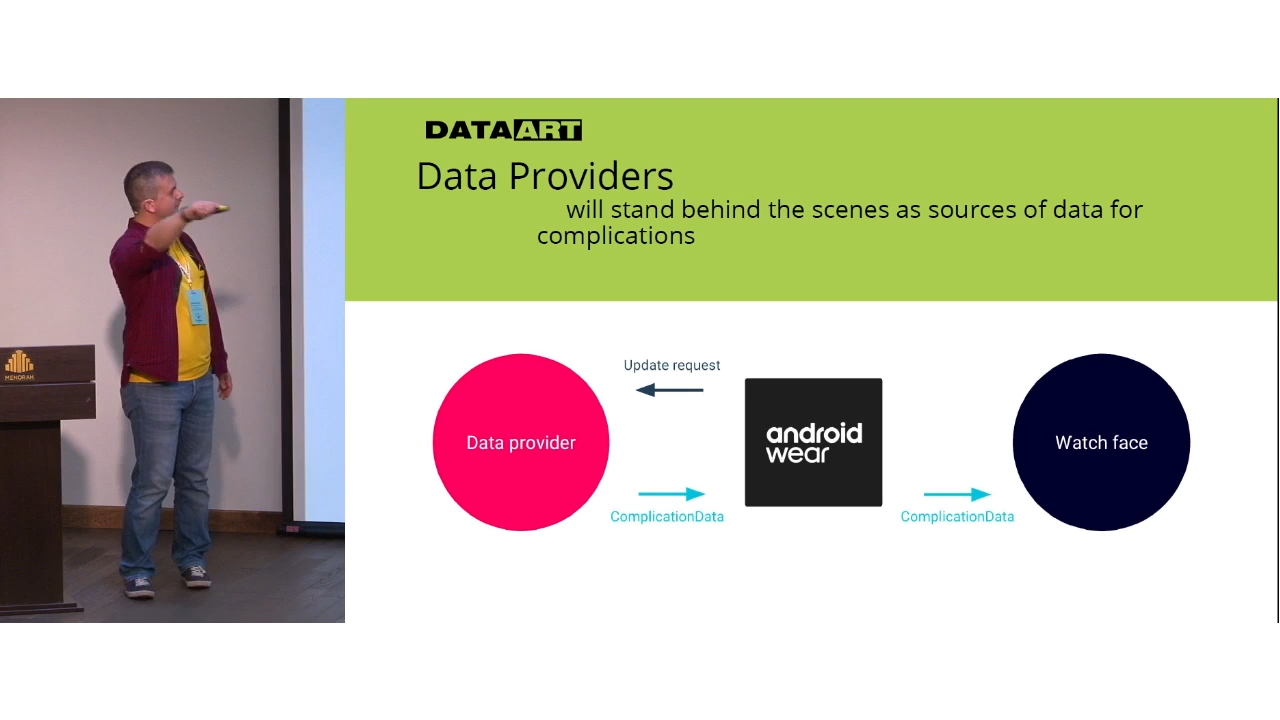 DATAART
Data Providers
will stand behind the scenes as sources of data for
complications
Update request
Data provider
android
wear
Watch face
ComplicationData
ComplicationData
MENORAH